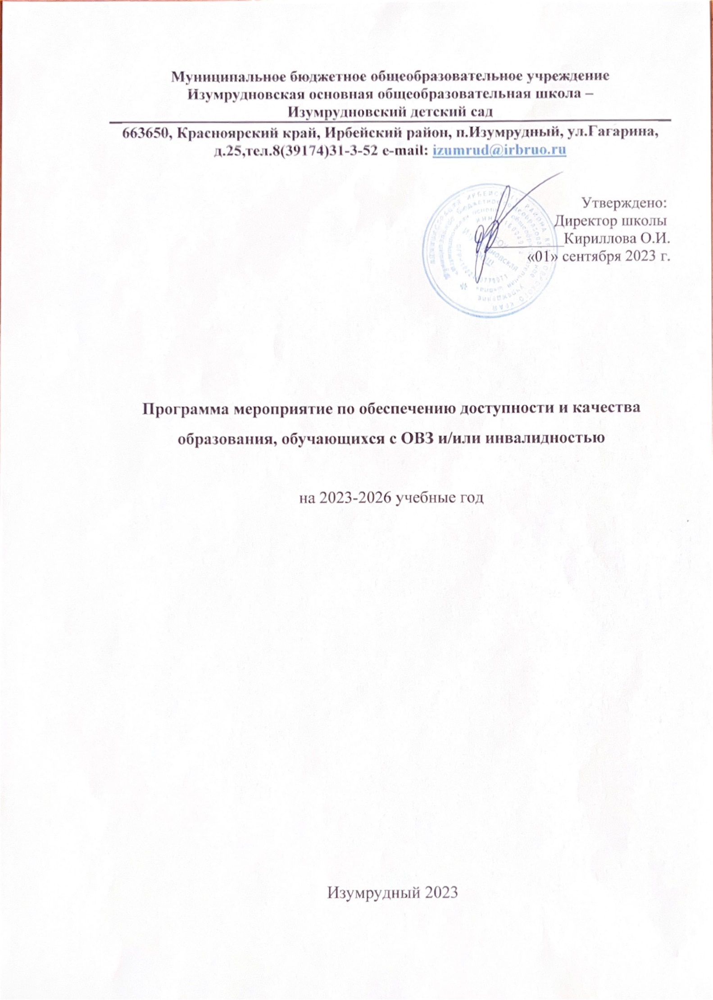 Муниципальное бюджетное общеобразовательное учреждение
Изумрудновская основная общеобразовательная школа –
Изумрудновский детский сад
663650, Красноярский край, Ирбейский район, п.Изумрудный, ул.Гагарина,
д.25,тел.8(39174)31-3-52 e-mail: izumrud@irbruo.ru
Утверждено:
Директор школы
Кириллова О.И.
«01» сентября 2023 г.
Программа мероприятие по обеспечению доступности и качества
образования, обучающихся с ОВЗ и/или инвалидностью
на 2023-2026 учебные год
Изумрудный 2023